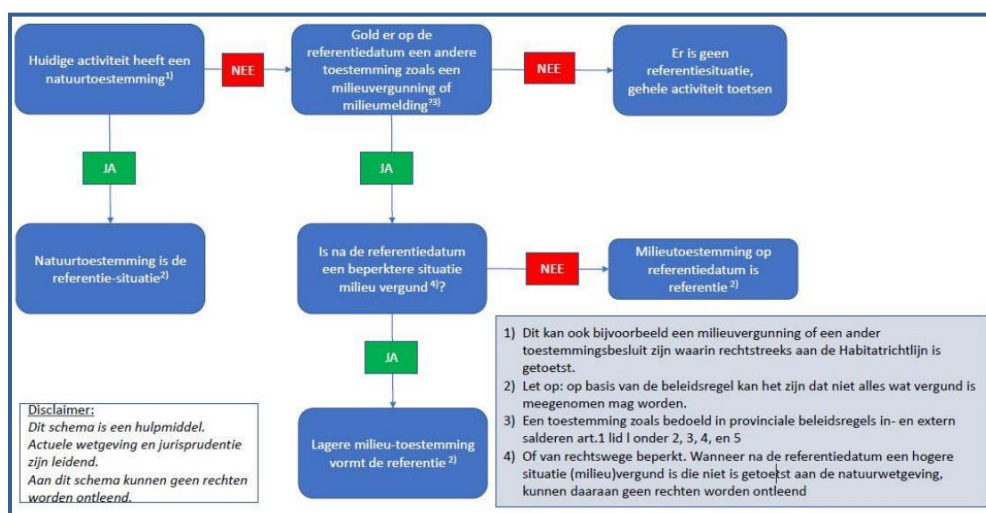 Huidige activiteit heeft een
natuurtoestemming1)
NEE
Gold er op de
referentiedatum een andere
toestemming zoals een
milieuvergunning of
milieumelding?3)
NEE
Er is geen
referentiesituatie,
gehele activiteit toetsen
JA
JA
Natuurtoestemming is de
referentie-situatie2)
Is na de referentiedatum
een beperktere situatie
milieu vergund 4)?
NEE
Milieutoestemming op
referentiedatum is
referentie 2)
JA
Lagere milieu-toestemming
vormt de referentie 2)
Disclaimer:
Dit schema is een hulpmiddel.
Actuele wetgeving en jurisprudentie
zijn leidend.
Aan dit schema kunnen geen rechten
worden ontleend.
1) Dit kan ook bijvoorbeeld een milieuvergunning of een ander
toestemmingsbesluit zijn waarin rechtstreeks aan de Habitatrichtlijn is
getoetst.
2) Let op: op basis van de beleidsregel kan het zijn dat niet alles wat vergund is
meegenomen mag worden.
3) Een toestemming zoals bedoeld in provinciale beleidsregels in- en extern
salderen art.1 lid l onder 2, 3, 4, en 5
4) Of van rechtswege beperkt. Wanneer na de referentiedatum een hogere
situatie (milieu)vergund is die niet is getoetst aan de natuurwetgeving,
kunnen daaraan geen rechten worden ontleend